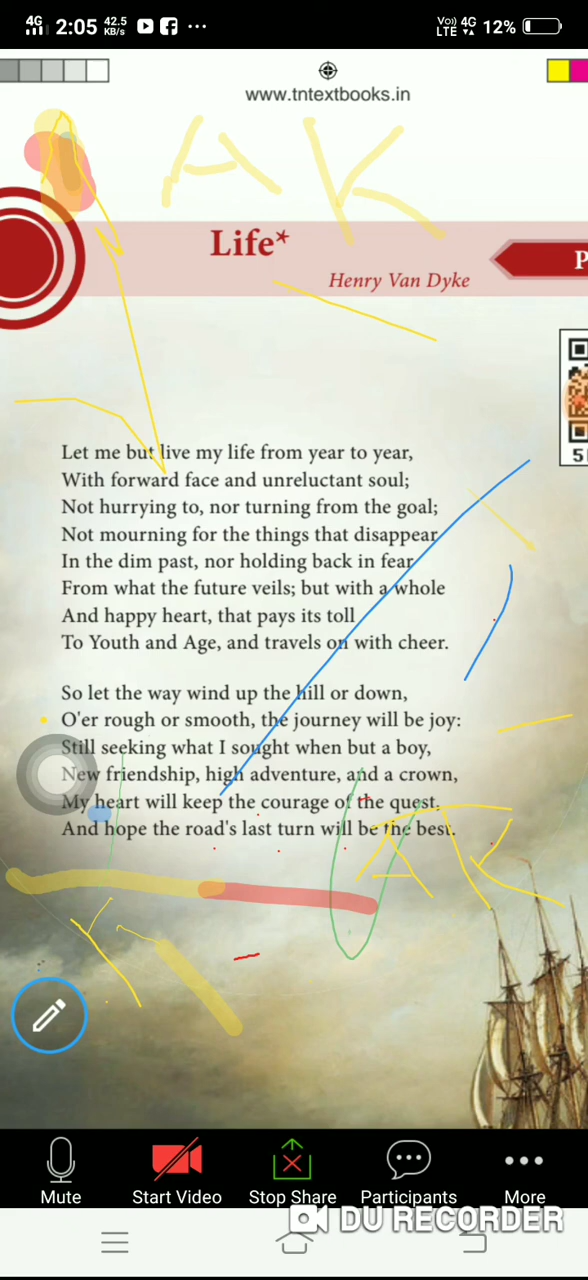 4G 2:05 42.5 KB/s ... Vo)) LTE 4G 12%
www.tntextbooks.in
A K
Life*
P
Henry Van Dyke
5
Let me but live my life from year to year,
With forward face and unreluctant soul;
Not hurrying to, nor turning from the goal;
Not mourning for the things that disappear
In the dim past, nor holding back in fear
From what the future veils; but with a whole
And happy heart, that pays its toll
To Youth and Age, and travels on with cheer.
So let the way wind up the hill or down,
O'er rough or smooth, the journey will be joy:
Still seeking what I sought when but a boy,
New friendship, high adventure, and a crown,
My heart will keep the courage of the quest,
And hope the road's last turn will be the best.
A K
Mute Start Video Stop Share Participants More
DU RECORDER